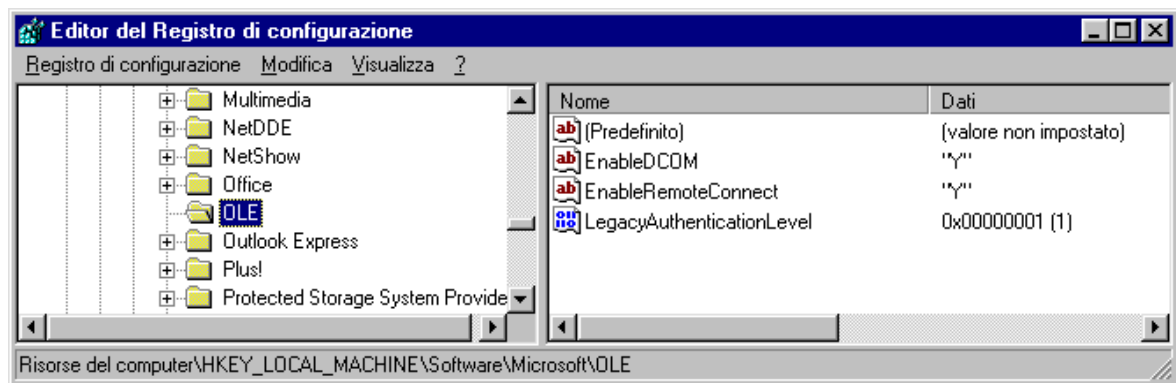 Editor del Registro di configurazione
Registro di configurazione Modifica Visualizza ?
Multimedia
NetDDE
NetShow
Office
OLE
Outlook Express
Plus!
Protected Storage System Provide
Nome Dati
(Predefinito) (valore non impostato)
EnableDCOM "Y"
EnableRemoteConnect "Y"
LegacyAuthenticationLevel 0x00000001 (1)
Risorse del computer\HKEY_LOCAL_MACHINE\Software\Microsoft\OLE